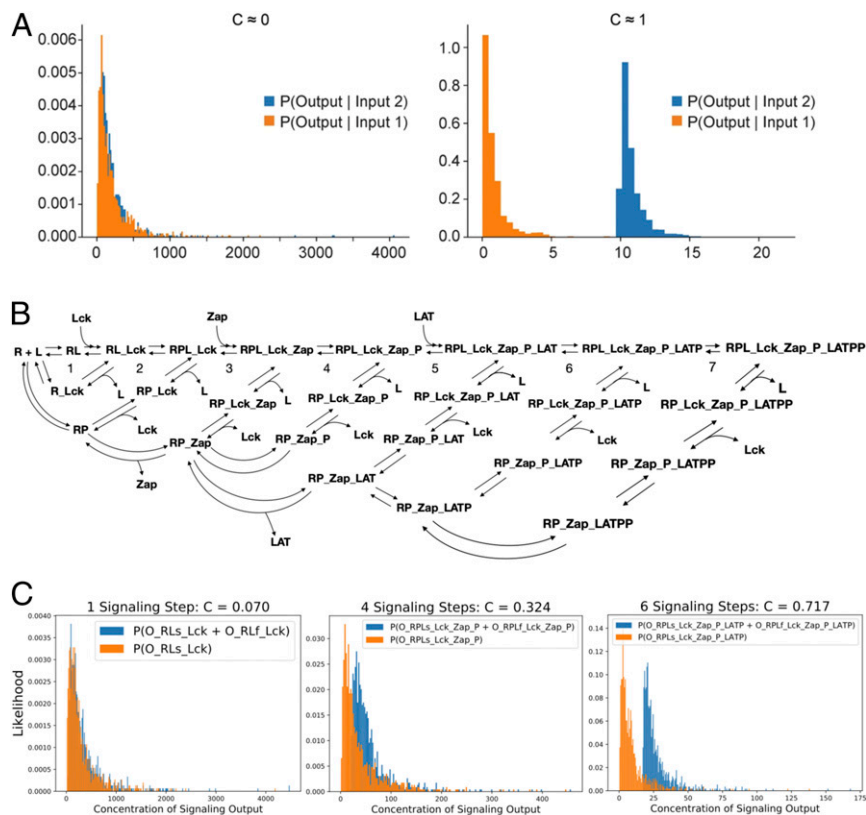 A
C ≈ 0
0.006
0.005
0.004
0.003
0.002
0.001
0.000
0
1000
2000
3000
4000
P(Output | Input 2)
P(Output | Input 1)
C ≈ 1
1.0
0.8
0.6
0.4
0.2
0.0
0
5
10
15
20
P(Output | Input 2)
P(Output | Input 1)
B
Lck
Zap
LAT
R + L
RL
RL_Lck
RPL_Lck
RPL_Lck_Zap
RPL_Lck_Zap_P
RPL_Lck_Zap_P_LAT
RPL_Lck_Zap_P_LATP
RPL_Lck_Zap_P_LATPP
1
2
3
4
5
6
7
R_Lck
L
RP_Lck
L
RP_Lck_Zap
L
RP_Lck_Zap_P
L
RP_Lck_Zap_P_LAT
L
RP_Lck_Zap_P_LATP
L
RP_Lck_Zap_P_LATPP
L
RP
Lck
RP_Zap
Lck
RP_Zap_P
Lck
RP_Zap_P_LAT
Lck
RP_Zap_P_LATP
Lck
RP_Zap_P_LATPP
Lck
Zap
RP_Zap_LAT
RP_Zap_LATP
RP_Zap_LATPP
LAT
C
1 Signaling Step: C = 0.070
0.0040
0.0035
0.0030
0.0025
0.0020
0.0015
0.0010
0.0005
0.0000
Likelihood
P(O_RLs_Lck + O_RLf_Lck)
P(O_RLs_Lck)
0
1000
2000
3000
4000
Concentration of Signaling Output
4 Signaling Steps: C = 0.324
0.030
0.025
0.020
0.015
0.010
0.005
0.000
P(O_RPLs_Lck_Zap_P + O_RPLf_Lck_Zap_P)
P(O_RPLs_Lck_Zap_P)
0
100
200
300
400
Concentration of Signaling Output
6 Signaling Steps: C = 0.717
0.14
0.12
0.10
0.08
0.06
0.04
0.02
0.00
P(O_RPLs_Lck_Zap_P_LATP + O_RPLf_Lck_Zap_P_LATP)
P(O_RPLs_Lck_Zap_P_LATP)
0
25
50
75
100
125
150
175
Concentration of Signaling Output